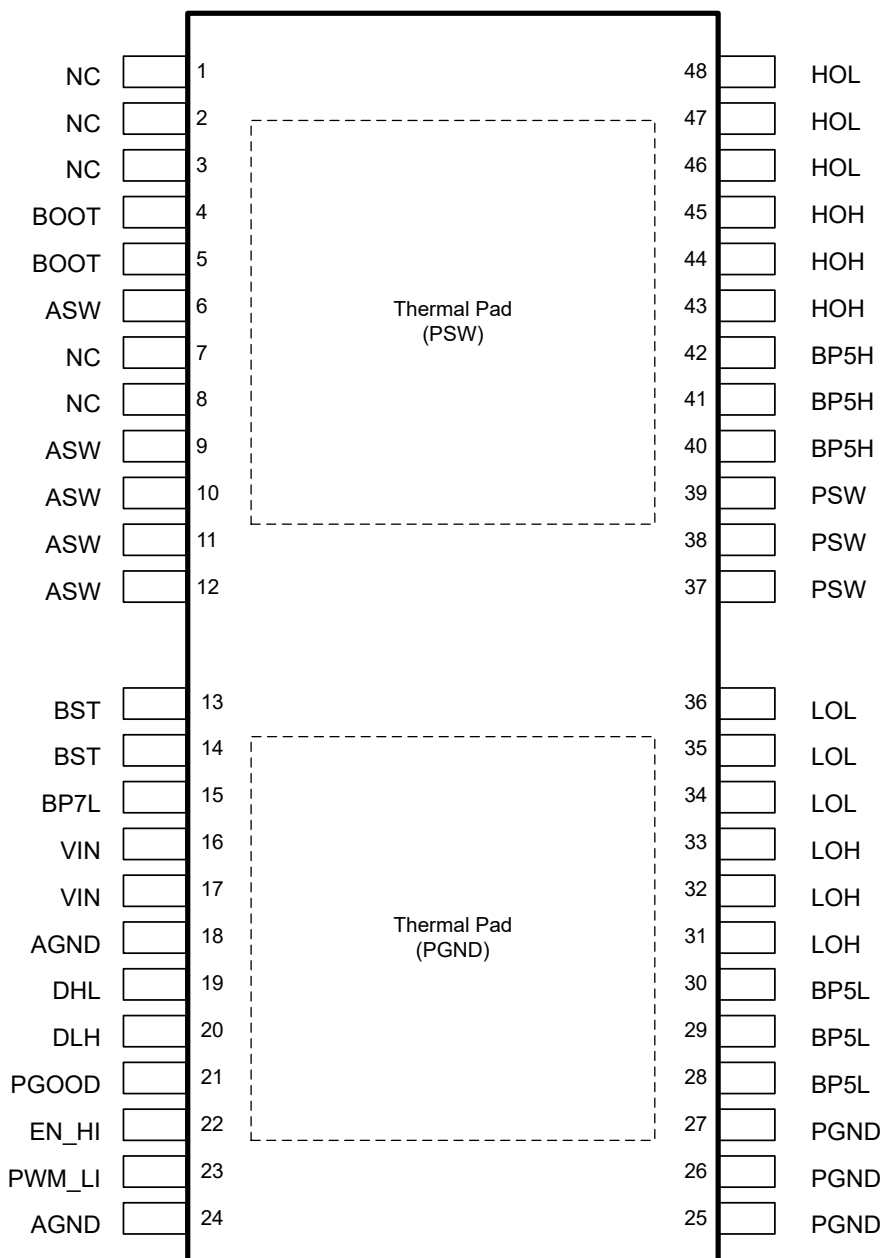 NC 1 48 HOL
NC 2 47 HOL
NC 3 46 HOL
BOOT 4 45 HOH
BOOT 5 44 HOH
ASW 6 43 HOH
Thermal Pad
(PSW)
NC 7 42 BP5H
NC 8 41 BP5H
ASW 9 40 BP5H
ASW 10 39 PSW
ASW 11 38 PSW
ASW 12 37 PSW
BST 13 36 LOL
BST 14 35 LOL
BP7L 15 34 LOL
VIN 16 33 LOH
VIN 17 32 LOH
AGND 18 31 LOH
Thermal Pad
(PGND)
DHL 19 30 BP5L
DLH 20 29 BP5L
PGOOD 21 28 BP5L
EN_HI 22 27 PGND
PWM_LI 23 26 PGND
AGND 24 25 PGND